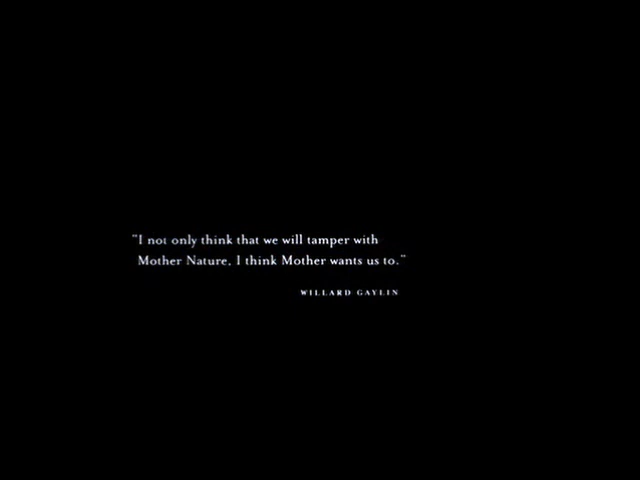 "I not only think that we will tamper with
Mother Nature, I think Mother wants us to."
WILLARD GAYLIN